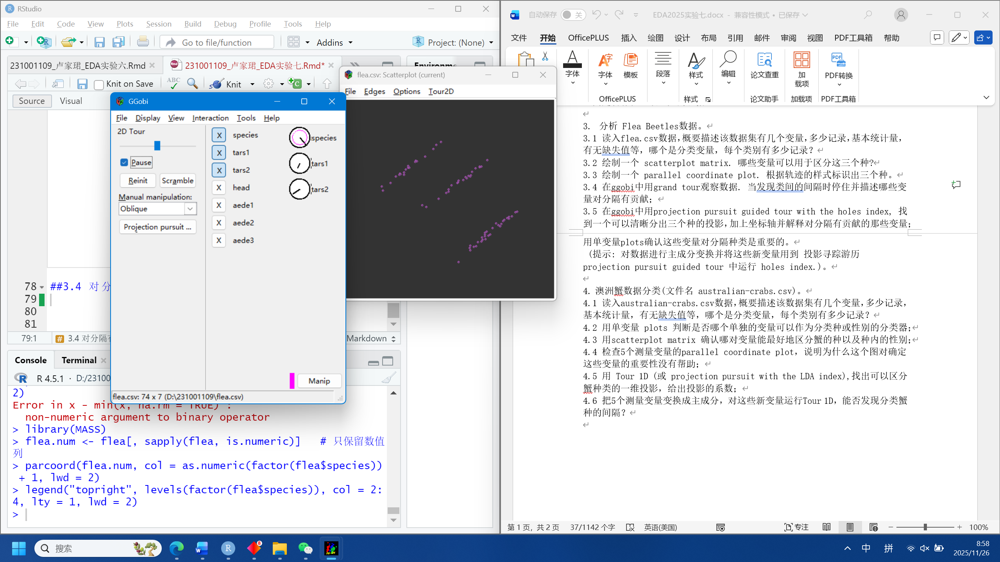 RStudio
File Edit Code View Plots Session Build Debug Profile Tools Help
Go to file/function
Addins
Project: (None)
231001109_卢家珺_EDA实验六.Rmd
231001109_卢家珺_EDA实验七.Rmd*
Environme
Knit on Save
ABC
Knit
Source Visual
78 ##3.4 对分
79
80
81
79:1
3.4 对分隔
Markdown
Console Terminal
R 4.5.1 · D:/23100
2)
Error in x - min(x, na.rm = TRUE) :
non-numeric argument to binary operator
> library(MASS)
> flea.num <- flea[, sapply(flea, is.numeric)]   # 只保留数值
列
> parcoord(flea.num, col = as.numeric(factor(flea$species))
+ 1, lwd = 2)
> legend("topright", levels(factor(flea$species)), col = 2:
4, lty = 1, lwd = 2)
>
GGobi
File Display View Interaction Tools Help
2D Tour
Pause
Reinit Scramble
Manual manipulation:
Oblique
Projection pursuit ...
X species
X tars1
X tars2
X head
X aede1
X aede2
X aede3
species
tars1
tars2
Manip
flea.csv: 74 x 7 (D:\231001109\flea.csv)
flea.csv: Scatterplot (current)
File Edges Options Tour2D
自动保存 关
EDA2025实验七.docx - 兼容性模式 • 已保存
文件 开始 OfficePLUS 插入 绘图 设计 布局 引用 邮件 审阅 视图 PDF工具箱 帮助
字体
字体 模板
段落
样式
编辑
论文查重
加
载项
PDF转换
OfficePLUS
样式
论文助手
加载项
PDF工具箱
3. 分析 Flea Beetles数据。
3.1 读入flea.csv数据,概要描述该数据集有几个变量,多少记录,基本统计量,
有无缺失值等，哪个是分类变量，每个类别有多少记录？
3.2 绘制一个 scatterplot matrix. 哪些变量可以用于区分这三个种?
3.3 绘制一个 parallel coordinate plot. 根据轨迹的样式标识出三个种。
3.4 在ggobi中用grand tour观察数据. 当发现类间的间隔时停住并描述哪些变
量对分隔有贡献；
3.5 在ggobi中用projection pursuit guided tour with the holes index, 找
到一个可以清晰分出三个种的投影,加上坐标轴并解释对分隔有贡献的那些变量；
用单变量plots确认这些变量对分隔种类是重要的。
（提示: 对数据进行主成分变换并将这些新变量用到 投影寻踪游历
projection pursuit guided tour 中运行 holes index.)。
4. 澳洲蟹数据分类(文件名 australian-crabs.csv)。
4.1 读入australian-crabs.csv数据,概要描述该数据集有几个变量,多少记录,
基本统计量，有无缺失值等，哪个是分类变量，每个类别有多少记录？
4.2 用单变量 plots 判断是否哪个单独的变量可以作为分类种或性别的分类器；
4.3 用scatterplot matrix 确认哪对变量能最好地区分蟹的种以及种内的性别；
4.4 检查5个测量变量的parallel coordinate plot，说明为什么这个图对确定
这些变量的重要性没有帮助；
4.5 用 Tour 1D (或 projection pursuit with the LDA index),找出可以区分
蟹种类的一维投影，给出投影的系数；
4.6 把5个测量变量变换成主成分，对这些新变量运行Tour 1D，能否发现分类蟹
种的间隔？
第 1 页，共 2 页 37/1142 个字 英语(美国) 专注 100%
搜索
8
中 拼
8:58
2025/11/26